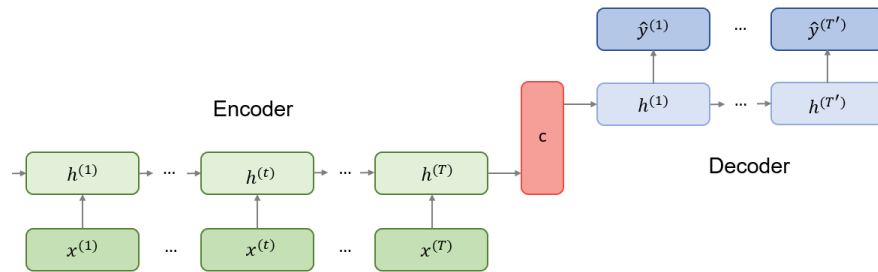 ŷ⁽¹⁾ ... ŷ⁽ᵀ′⁾
Encoder
h⁽¹⁾ ... h⁽ᵀ′⁾
c
Decoder
h⁽¹⁾ ... h⁽ᵗ⁾ ... h⁽ᵀ⁾
x⁽¹⁾ ... x⁽ᵗ⁾ ... x⁽ᵀ⁾